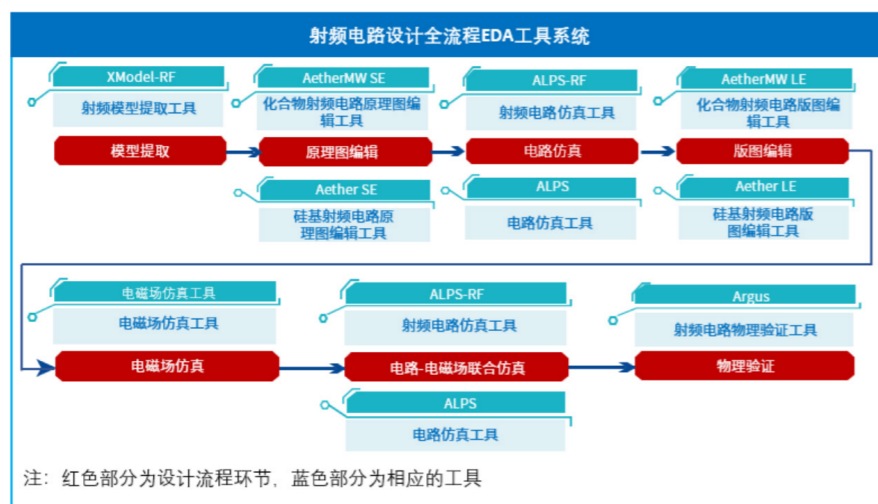 射频电路设计全流程EDA工具系统
XModel-RF
射频模型提取工具
AetherMW SE
化合物射频电路原理图编
辑工具
ALPS-RF
射频电路仿真工具
AetherMW LE
化合物射频电路版图编
辑工具
模型提取
原理图编辑
电路仿真
版图编辑
Aether SE
硅基射频电路原
理图编辑工具
ALPS
电路仿真工具
Aether LE
硅基射频电路版
图编辑工具
电磁场仿真工具
电磁场仿真工具
ALPS-RF
射频电路仿真工具
Argus
射频电路物理验证工具
电磁场仿真
电路-电磁场联合仿真
物理验证
ALPS
电路仿真工具
注：红色部分为设计流程环节，蓝色部分为相应的工具